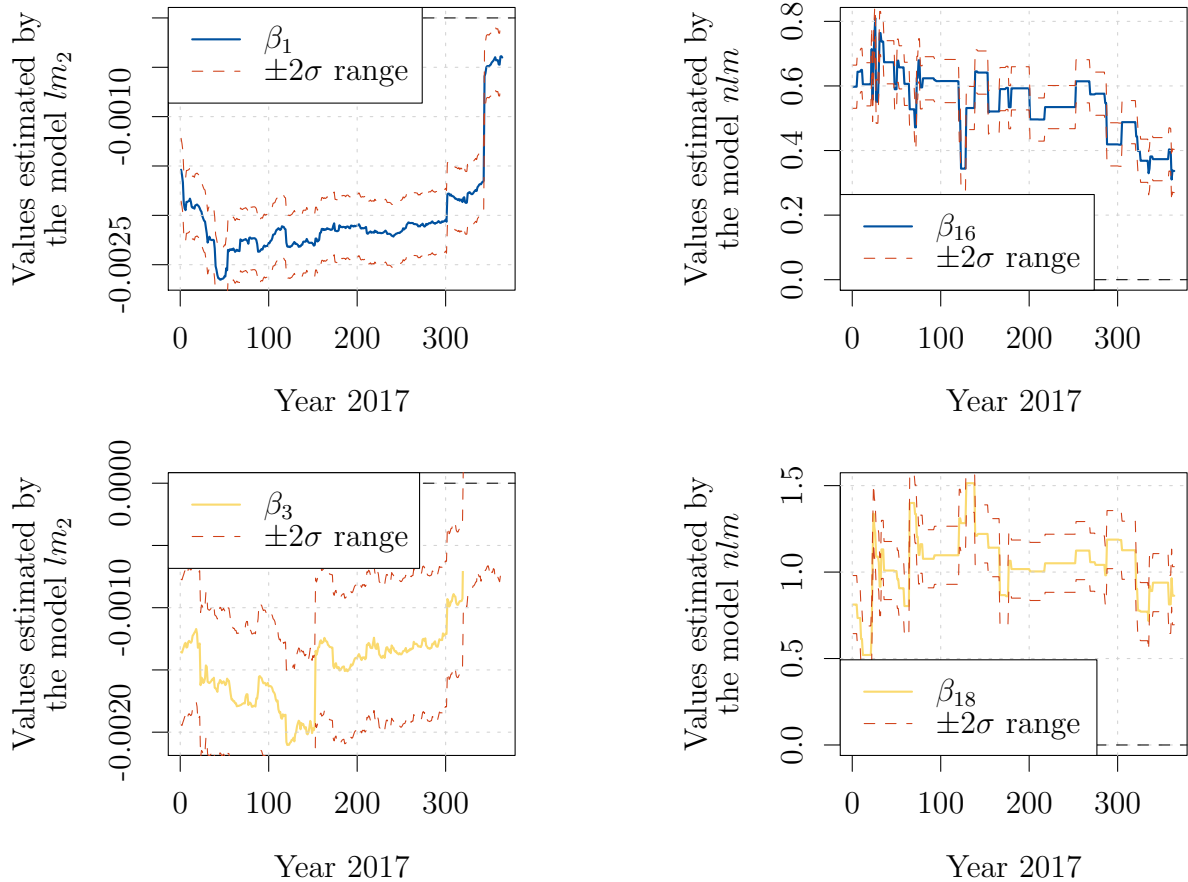 Values estimated by
the model lm₂
-0.0025
-0.0010
β₁
±2σ range
0
100
200
300
Year 2017
Values estimated by
the model nlm
0.0
0.2
0.4
0.6
0.8
β₁₆
±2σ range
0
100
200
300
Year 2017
Values estimated by
the model lm₂
-0.0020
-0.0010
0.0000
β₃
±2σ range
0
100
200
300
Year 2017
Values estimated by
the model nlm
0.0
0.5
1.0
1.5
β₁₈
±2σ range
0
100
200
300
Year 2017